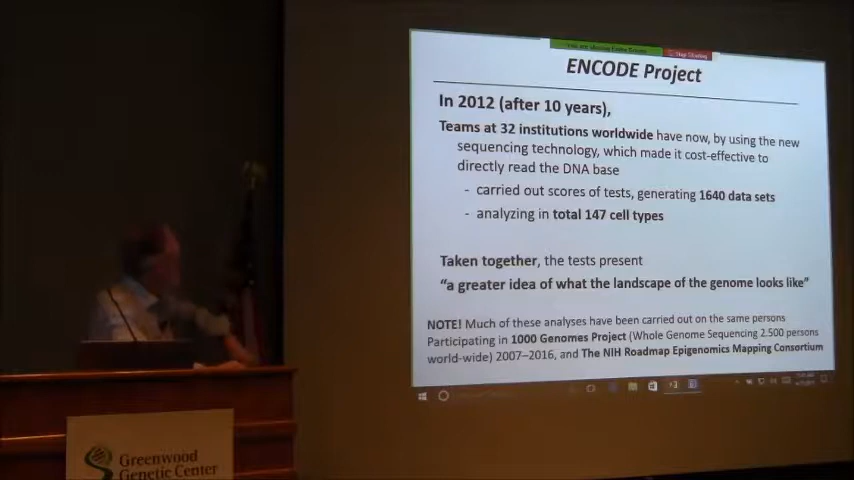 Stop Sharing
ENCODE Project
In 2012 (after 10 years),
Teams at 32 institutions worldwide have now, by using the new
sequencing technology, which made it cost-effective to
directly read the DNA base
- carried out scores of tests, generating 1640 data sets
- analyzing in total 147 cell types
Taken together, the tests present
“a greater idea of what the landscape of the genome looks like”
NOTE! Much of these analyses have been carried out on the same persons
Participating in 1000 Genomes Project (Whole Genome Sequencing 2.500 persons
world-wide) 2007–2016, and The NIH Roadmap Epigenomics Mapping Consortium
Greenwood
Genetic Center